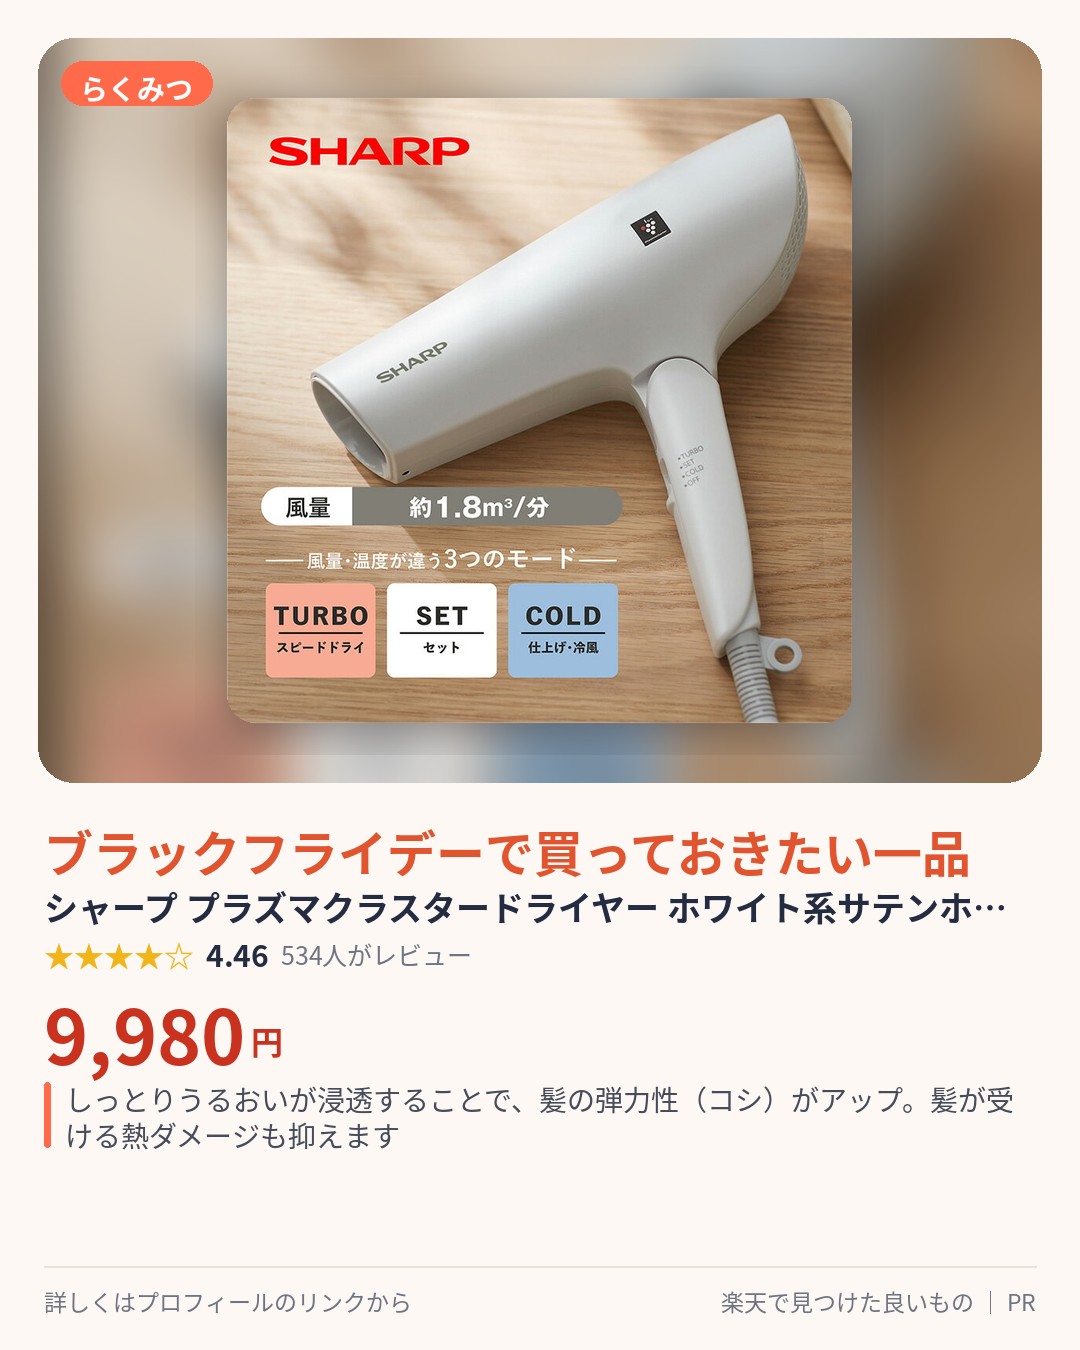 らくみつ
SHARP
SHARP
•TURBO
•SET
•COLD
•OFF
風量 約1.8m³/分
風量・温度が違う3つのモード
TURBO SET COLD
スピードドライ セット 仕上げ・冷風
ブラックフライデーで買っておきたい一品
シャープ プラズマクラスタードライヤー ホワイト系サテンホ…
★★★★☆ 4.46 534人がレビュー
9,980円
しっとりうるおいが浸透することで、髪の弾力性（コシ）がアップ。髪が受
ける熱ダメージも抑えます
詳しくはプロフィールのリンクから
楽天で見つけた良いもの｜PR